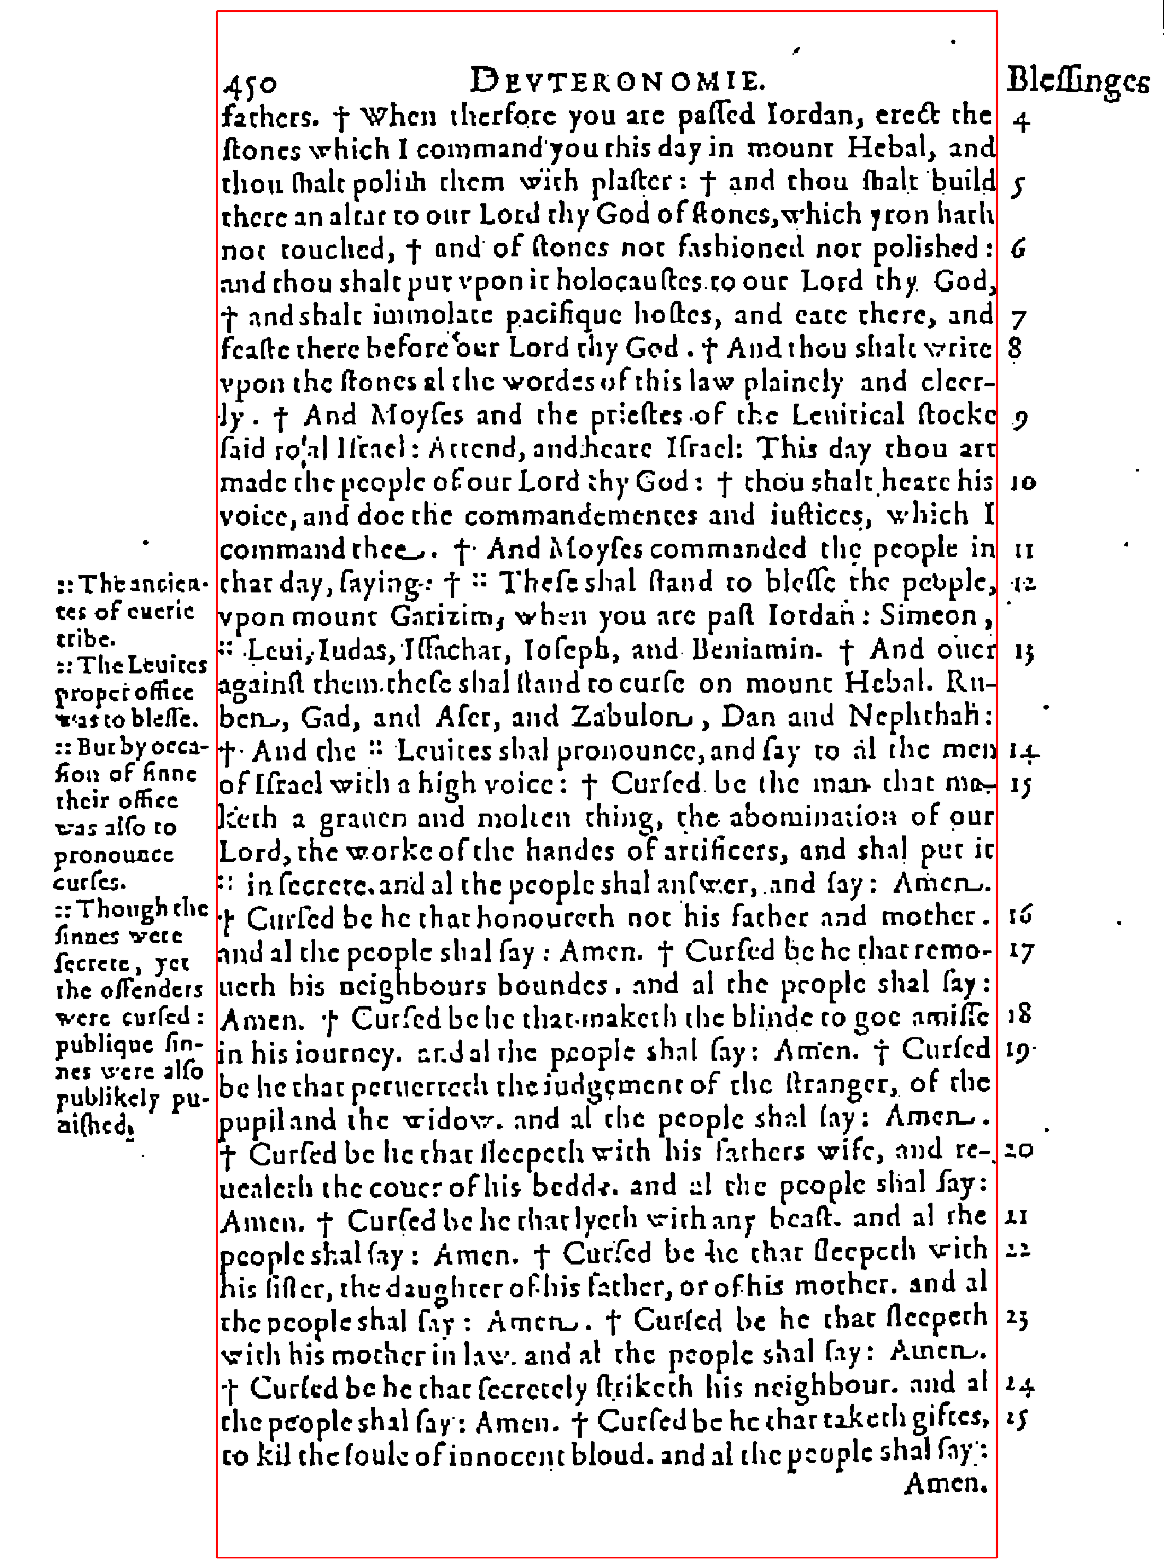 450 DEVTERONOMIE. Blessinges
fathers. † When therfore you are passed Iordan, erect the 4
stones which I command you this day in mount Hebal, and
thou shalt polish them with plaster: † and thou shalt build 5
there an altar to our Lord thy God of stones, which yron hath
not touched, † and of stones not fashioned nor polished: 6
and thou shalt put vpon it holocaustes to our Lord thy God,
† and shalt immolate pacifique hostes, and eate there, and 7
feaste there before our Lord thy God. † And thou shalt write 8
vpon the stones al the wordes of this law plainely and cleer-
ly. † And Moyses and the priestes of the Leuitical stocke 9
said to al Israel: Attend, and heare Israel: This day thou art
made the people of our Lord thy God: † thou shalt heare his 10
voice, and doe the commandementes and iustices, which I
command thee. † And Moyses commanded the people in 11
that day, saying: † :: These shal stand to blesse the people, 12
vpon mount Garizim, when you are past Iordan: Simeon,
:: Leui, Iudas, Issachar, Ioseph, and Beniamin. † And ouer 13
against them these shal stand to curse on mount Hebal. Ru-
ben, Gad, and Aser, and Zabulon, Dan and Nephthali:
† And the :: Leuites shal pronounce, and say to al the men 14
of Israel with a high voice: † Cursed be the man that ma- 15
keth a grauen and molten thing, the abomination of our
Lord, the worke of the handes of artificers, and shal put it
:: in secrete. and al the people shal answer, and say: Amen.
† Cursed be he that honoureth not his father and mother. 16
and al the people shal say: Amen. † Cursed be he that remo- 17
ueth his neighbours boundes. and al the people shal say:
Amen. † Cursed be he that maketh the blinde to goe amisse 18
in his iourney. and al the people shal say: Amen. † Cursed 19
be he that peruerteth the iudgement of the stranger, of the
pupil and the widow. and al the people shal say: Amen.
† Cursed be he that sleepeth with his fathers wife, and re- 20
uealeth the couer of his bedde. and al the people shal say:
Amen. † Cursed be he that lyeth with any beast. and al the 21
people shal say: Amen. † Cursed be he that sleepeth with 22
his sister, the daughter of his father, or of his mother. and al
the people shal say: Amen. † Cursed be he that sleepeth 23
with his mother in law. and al the people shal say: Amen.
† Cursed be he that secretely striketh his neighbour. and al 24
the people shal say: Amen. † Cursed be he that taketh giftes, 25
to kil the soule of innocent bloud. and al the people shal say:
Amen.
:: The ancien-
tes of euerie
tribe.
:: The Leuites
proper office
was to blesse.
:: But by occa-
sion of sinne
their office
was also to
pronounce
curses.
:: Though the
sinnes were
secrete, yet
the offenders
were cursed:
publique sin-
nes were also
publikely pu-
nished.